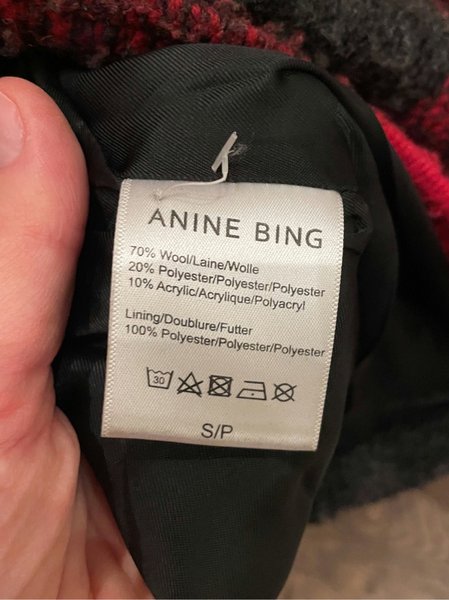 ANINE BING
70% Wool/Laine/Wolle
20% Polyester/Polyester/Polyester
10% Acrylic/Acrylique/Polyacryl
Lining/Doublure/Futter
100% Polyester/Polyester/Polyester
30
S/P